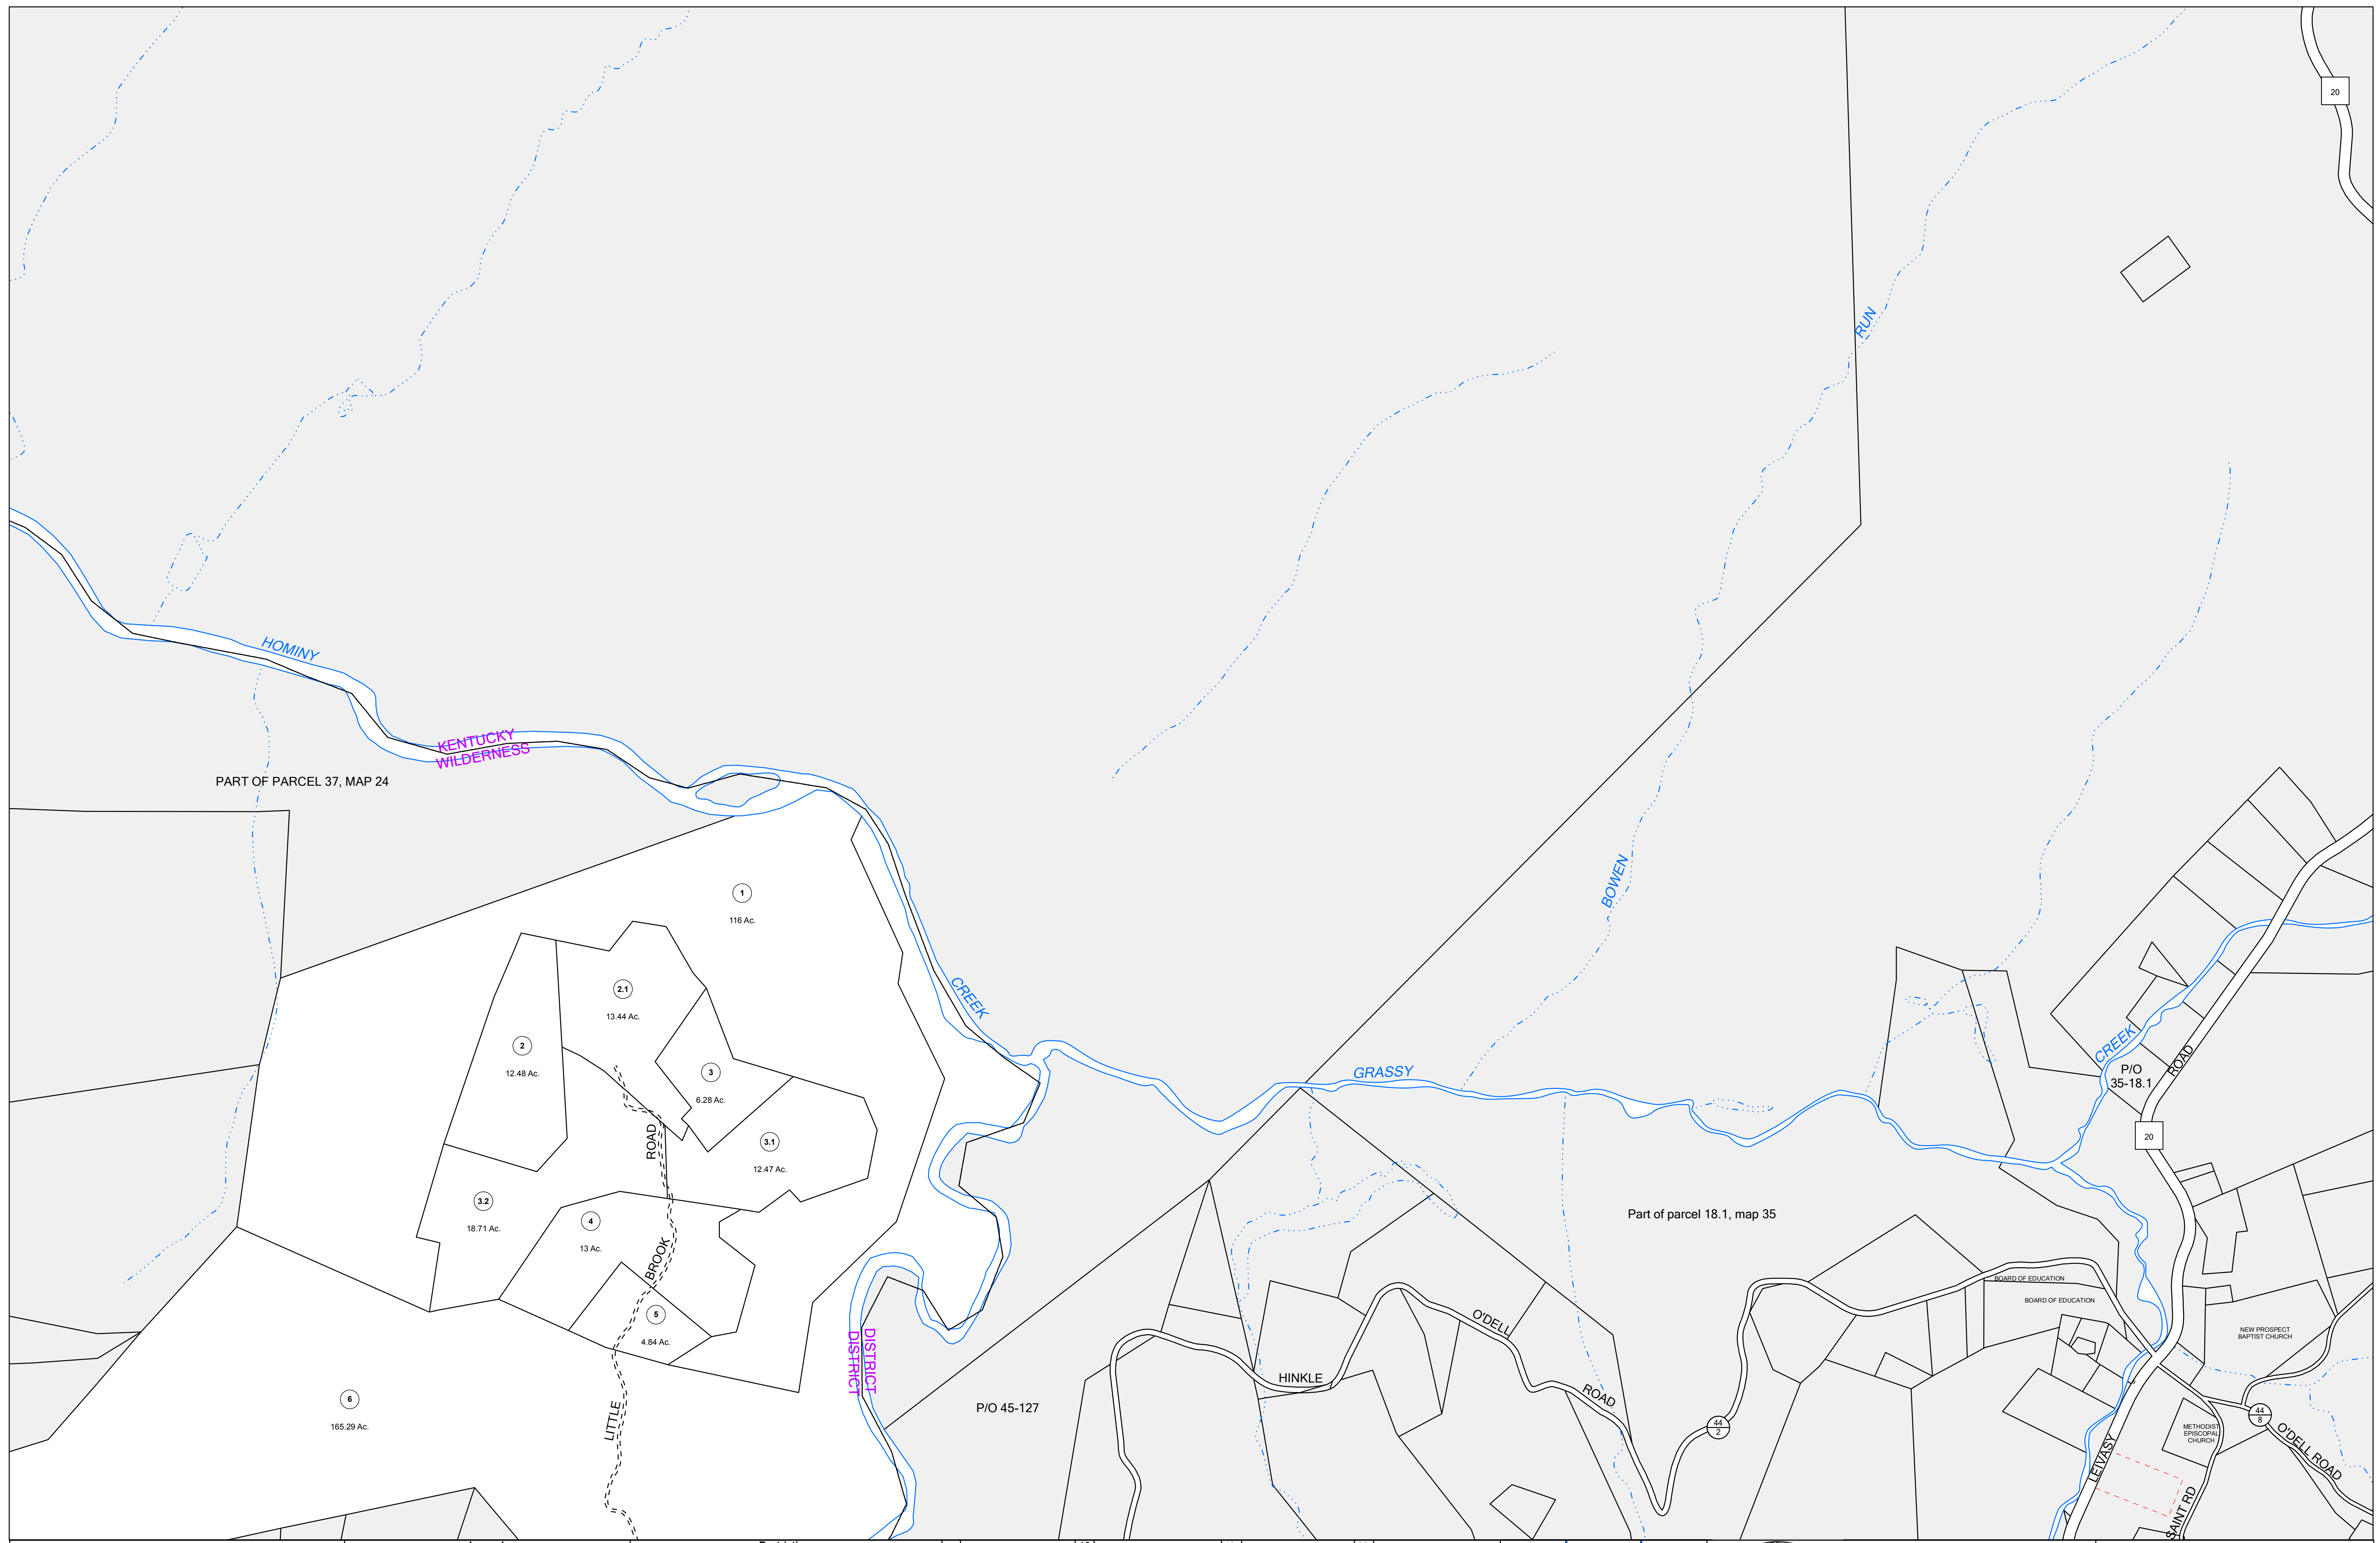 20
RUN
HOMINY
KENTUCKY
WILDERNESS
PART OF PARCEL 37, MAP 24
BOWEN
1
116 Ac.
2.1
13.44 Ac.
CREEK
2
12.48 Ac.
3
6.28 Ac.
GRASSY
CREEK
ROAD
P/O
35-18.1
20
ROAD
3.1
12.47 Ac.
3.2
18.71 Ac.
4
13 Ac.
BROOK
Part of parcel 18.1, map 35
BOARD OF EDUCATION
BOARD OF EDUCATION
5
4.84 Ac.
DISTRICT
DISTRICT
O'DELL
NEW PROSPECT
BAPTIST CHURCH
HINKLE
ROAD
6
165.29 Ac.
LITTLE
P/O 45-127
44
2
44
8
METHODIST
EPISCOPAL
CHURCH
O'DELL ROAD
LEIVASY
SAINT RD